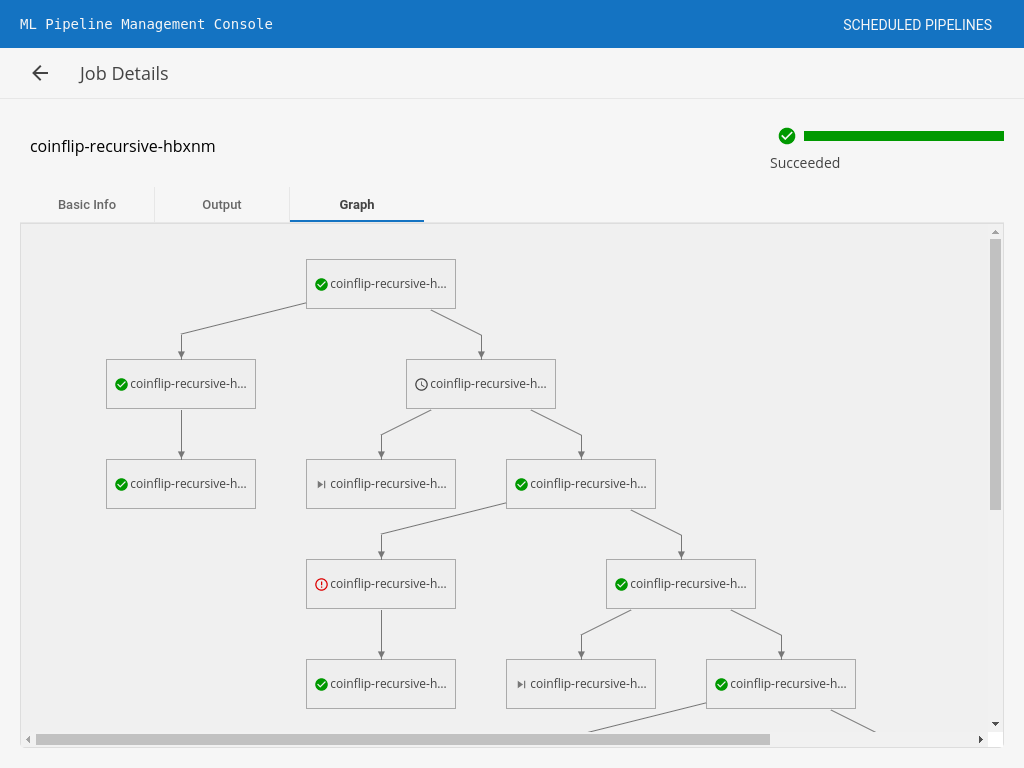 ML Pipeline Management Console
SCHEDULED PIPELINES
Job Details
coinflip-recursive-hbxnm
Succeeded
Basic Info
Output
Graph
coinflip-recursive-h...
coinflip-recursive-h...
coinflip-recursive-h...
coinflip-recursive-h...
coinflip-recursive-h...
coinflip-recursive-h...
coinflip-recursive-h...
coinflip-recursive-h...
coinflip-recursive-h...
coinflip-recursive-h...
coinflip-recursive-h...